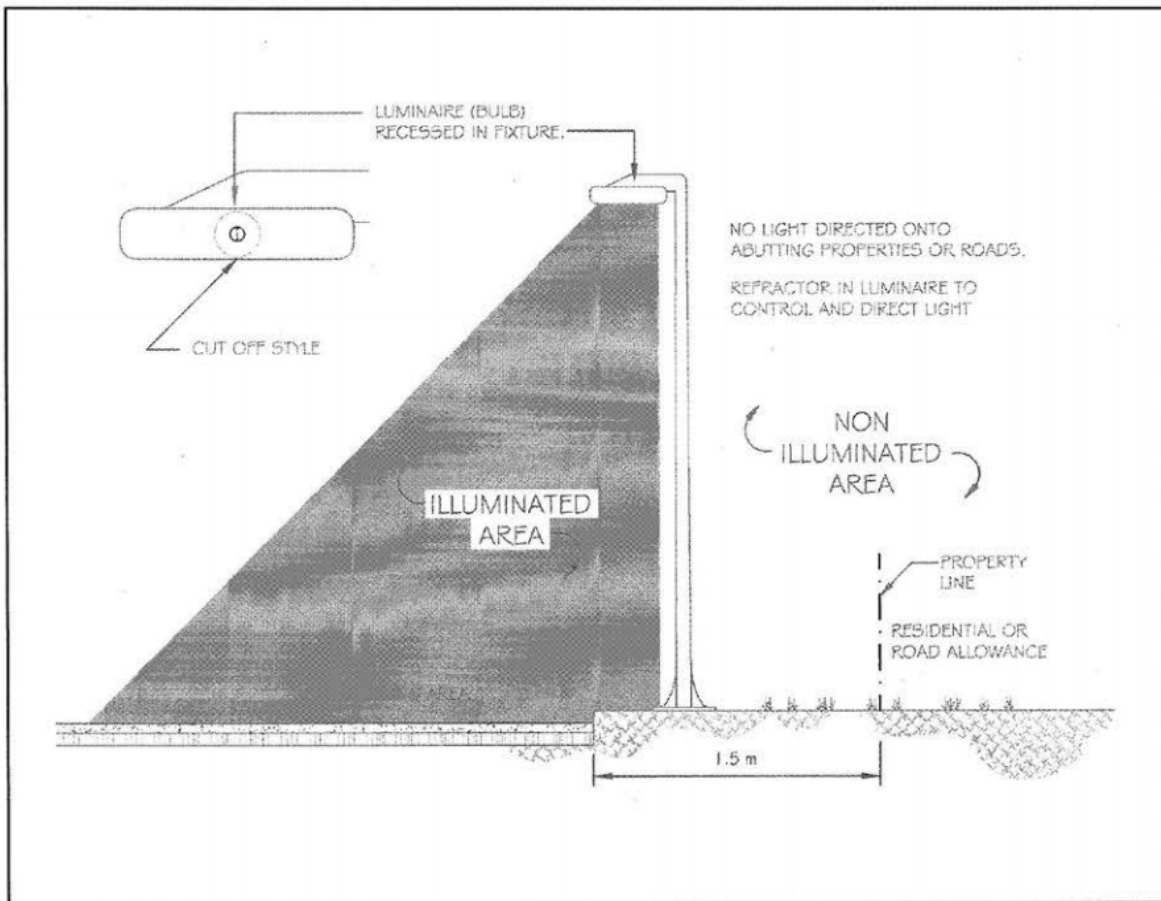 LUMINAIRE (BULB)
RECESSED IN FIXTURE.
CUT OFF STYLE
NO LIGHT DIRECTED ONTO
ABUTTING PROPERTIES OR ROADS.
REFRACTOR IN LUMINAIRE TO
CONTROL AND DIRECT LIGHT
NON
ILLUMINATED
AREA
ILLUMINATED
AREA
PROPERTY
LINE
RESIDENTIAL OR
ROAD ALLOWANCE
1.5 m